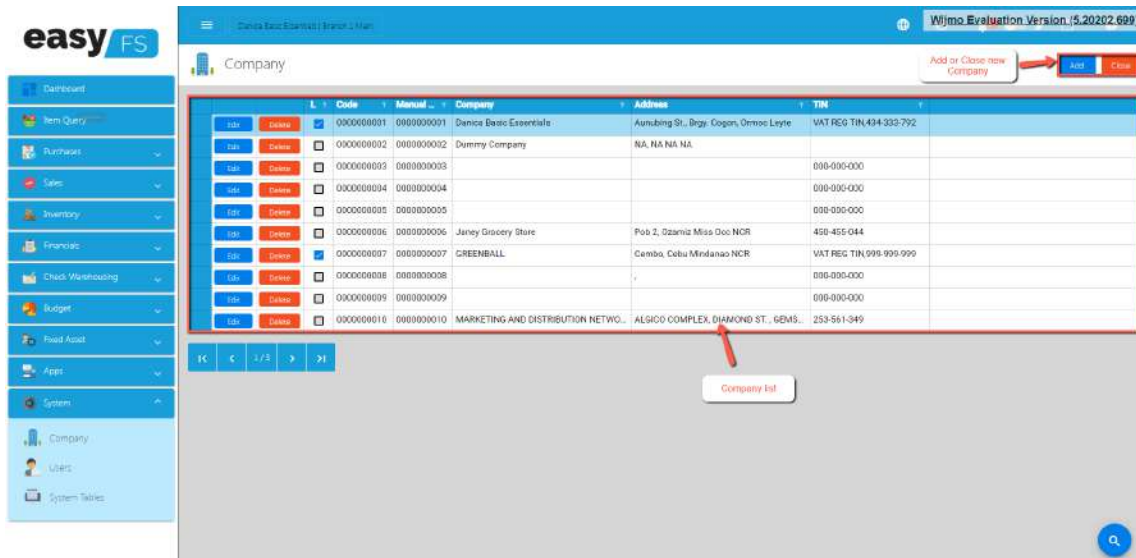 easy FS
Danica Basic Essentials | Branch 1 Main
Wijmo Evaluation Version (5.20202.699
Company
Add or Close new
Company
Add Close
Dashboard
Item Query
Purchases
Sales
Inventory
Financials
Check Warehousing
Budget
Fixed Asset
Apps
System
Company
Users
System Tables
L Code Manual ... Company Address TIN
Edit Delete 0000000001 0000000001 Danica Basic Essentials Aunubing St., Brgy. Cogon, Ormoc Leyte VAT REG TIN,434-333-792
Edit Delete 0000000002 0000000002 Dummy Company NA, NA NA NA
Edit Delete 0000000003 0000000003 000-000-000
Edit Delete 0000000004 0000000004 000-000-000
Edit Delete 0000000005 0000000005 000-000-000
Edit Delete 0000000006 0000000006 Janey Grocery Store Pob 2, Ozamiz Miss Occ NCR 450-455-044
Edit Delete 0000000007 0000000007 GREENBALL Cembo, Cebu Mindanao NCR VAT REG TIN,999-999-999
Edit Delete 0000000008 0000000008 , 000-000-000
Edit Delete 0000000009 0000000009 000-000-000
Edit Delete 0000000010 0000000010 MARKETING AND DISTRIBUTION NETWO... ALGICO COMPLEX, DIAMOND ST., GEMS... 253-561-349
Company list